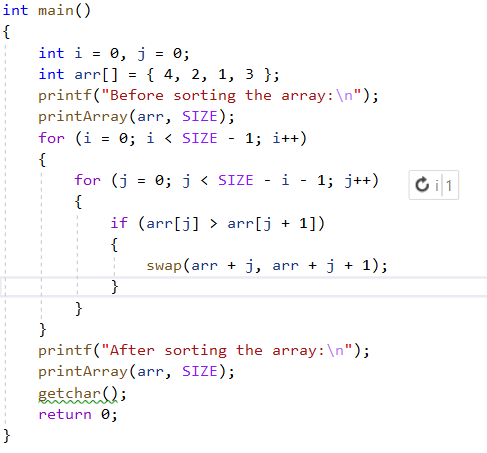 int main()
{
    int i = 0, j = 0;
    int arr[] = { 4, 2, 1, 3 };
    printf("Before sorting the array:\n");
    printArray(arr, SIZE);
    for (i = 0; i < SIZE - 1; i++)
    {
        for (j = 0; j < SIZE - i - 1; j++) i 1
        {
            if (arr[j] > arr[j + 1])
            {
                swap(arr + j, arr + j + 1);
            }
        }
    }
    printf("After sorting the array:\n");
    printArray(arr, SIZE);
    getchar();
    return 0;
}